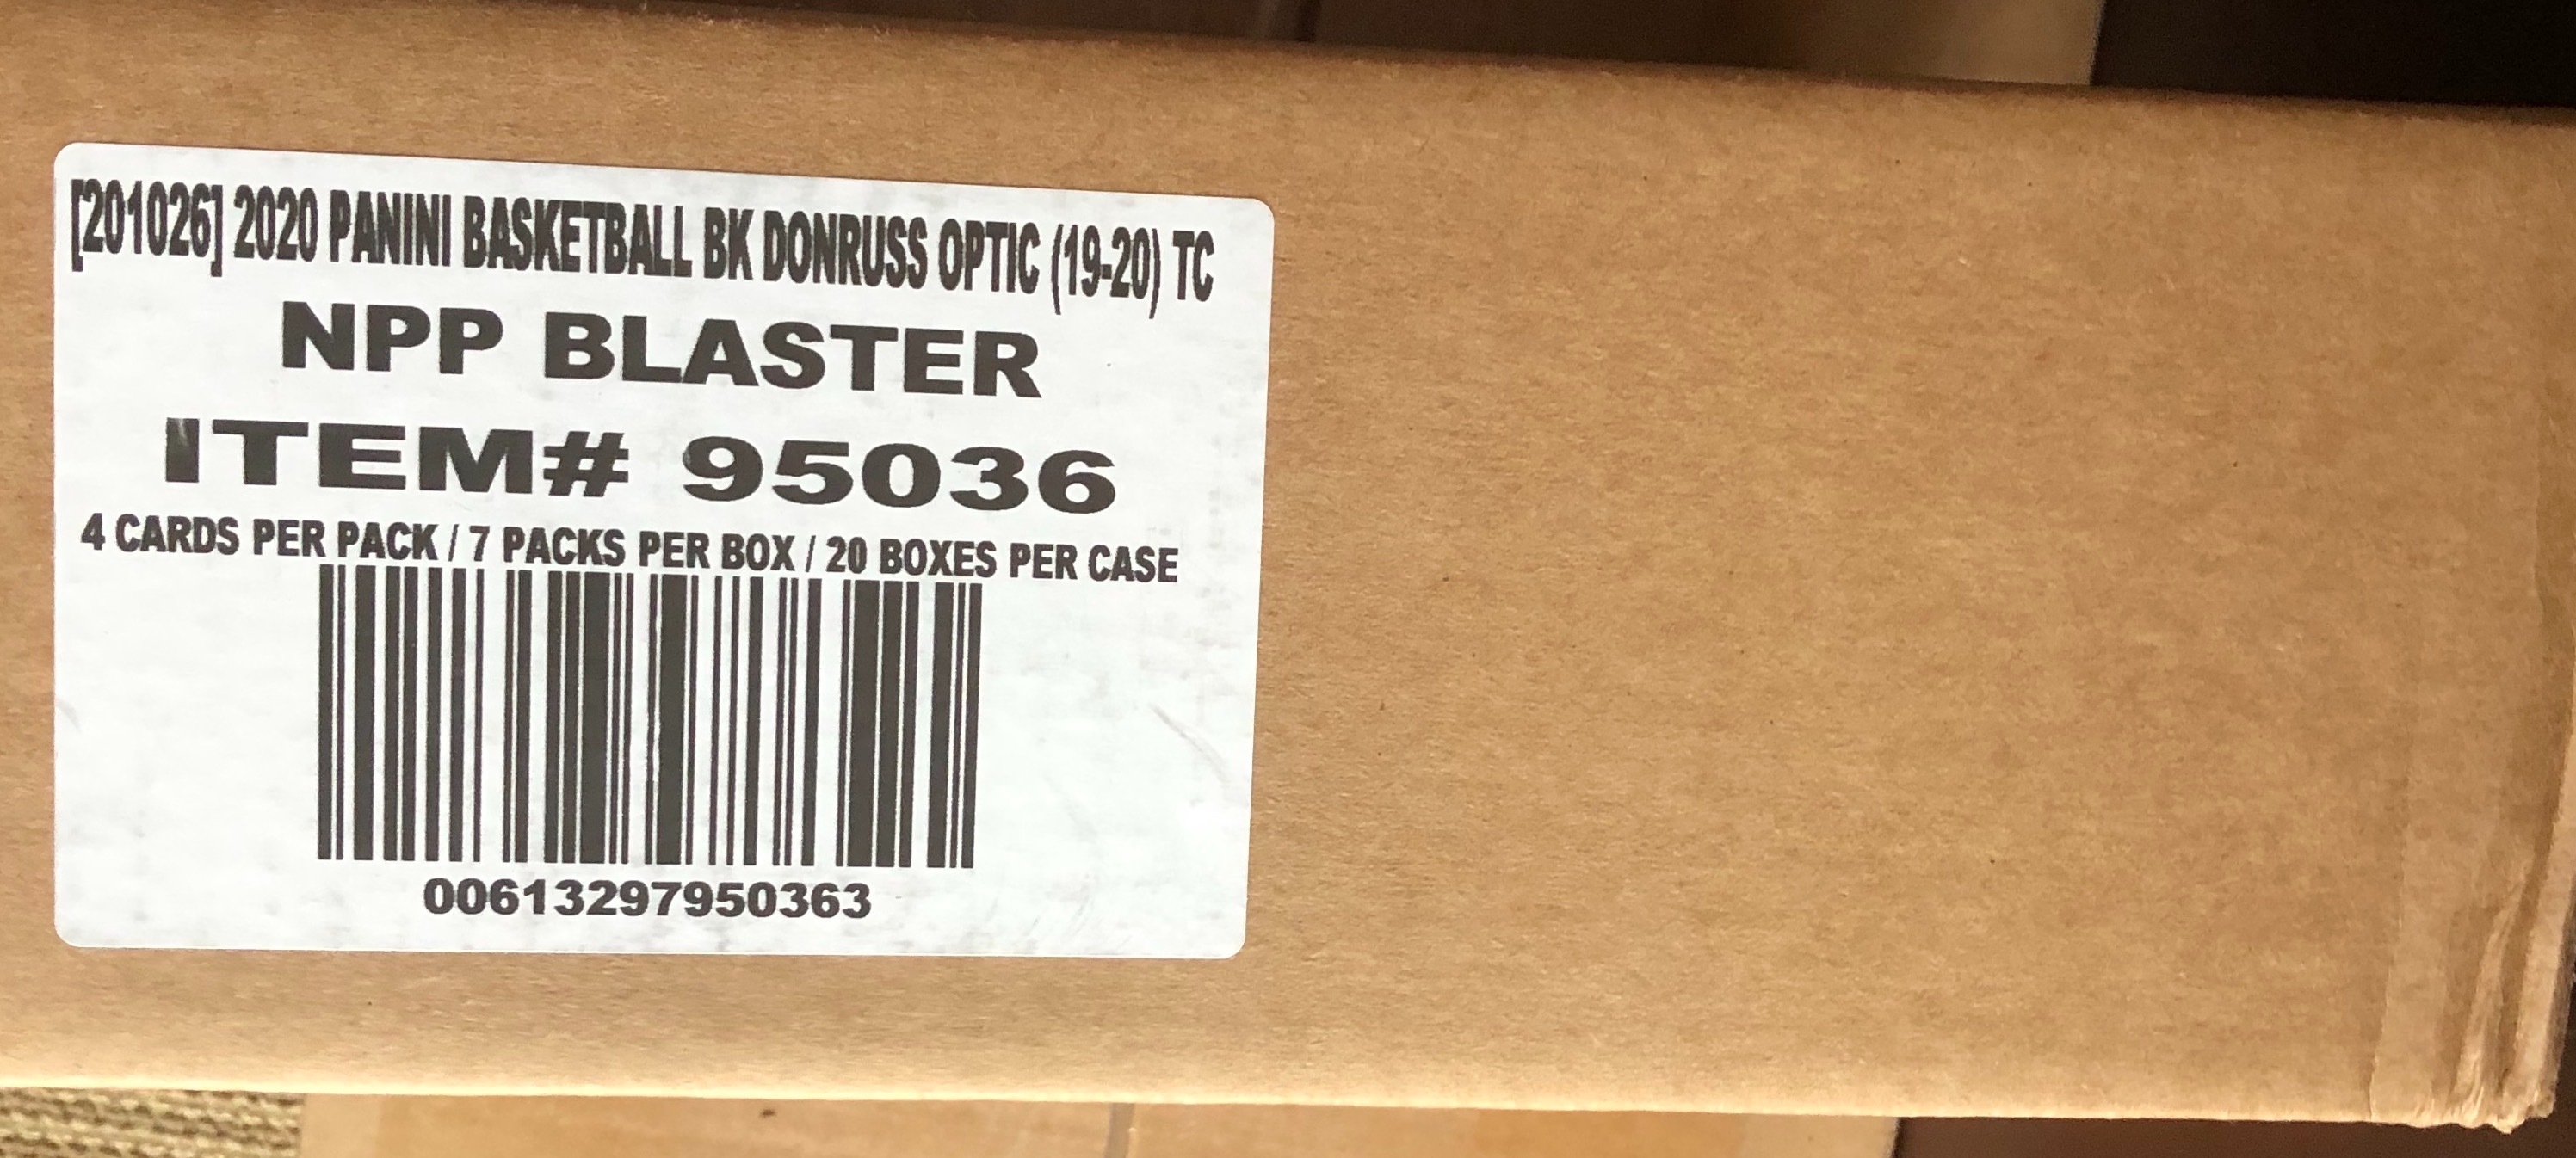 [201026] 2020 PANINI BASKETBALL BK DONRUSS OPTIC (19-20) TC
NPP BLASTER
ITEM# 95036
4 CARDS PER PACK / 7 PACKS PER BOX / 20 BOXES PER CASE
00613297950363